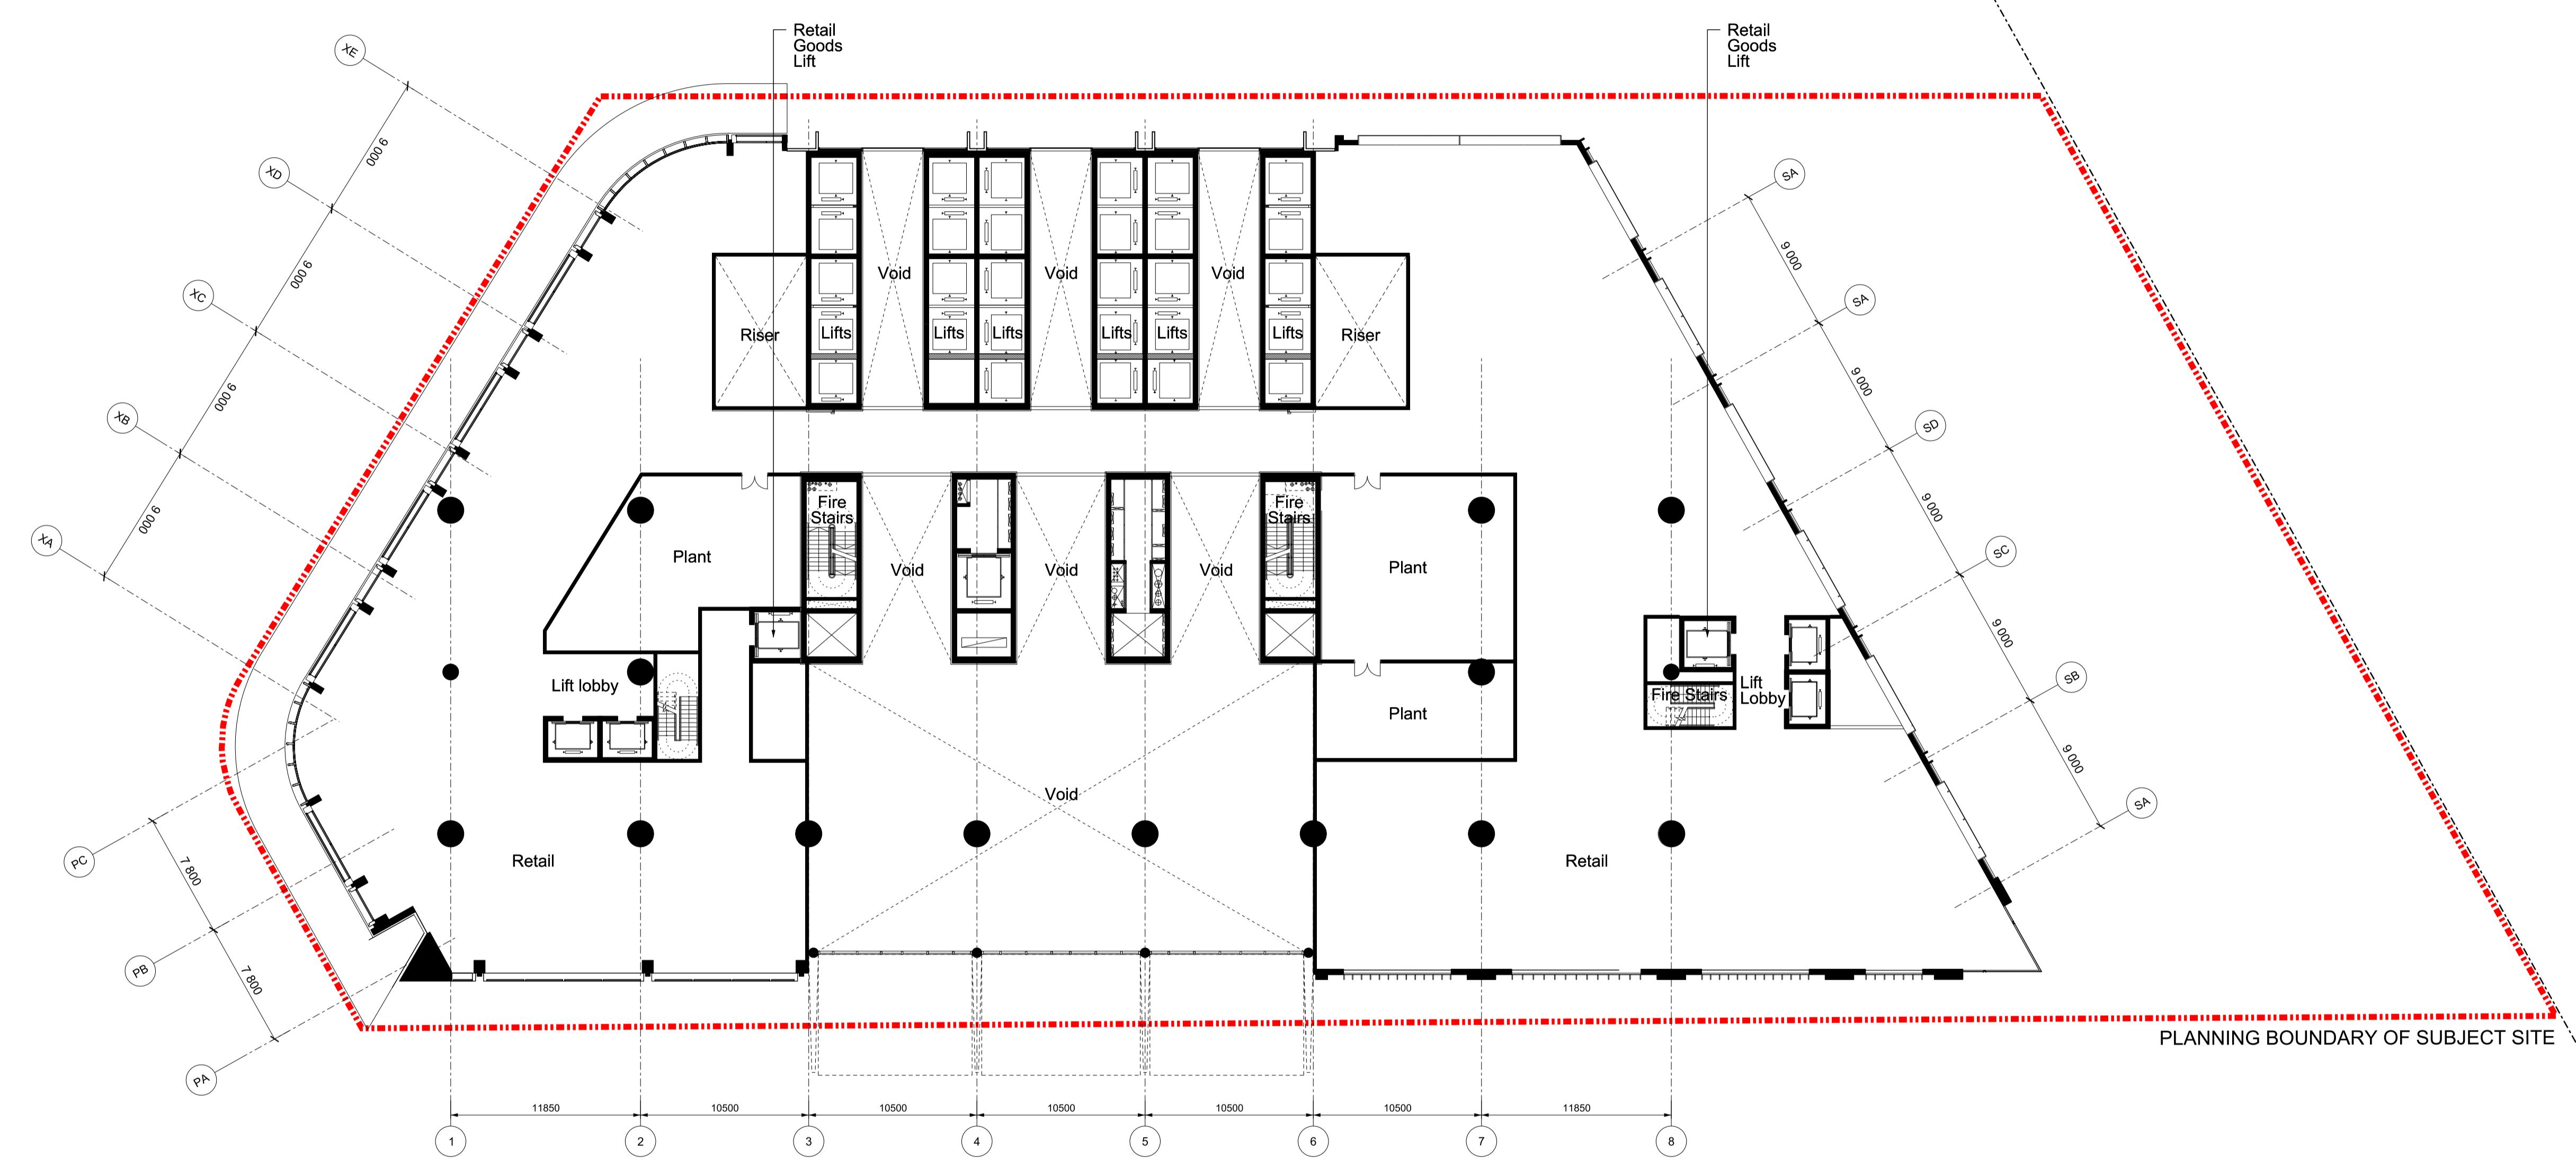 Retail
Goods
Lift
Retail
Goods
Lift
XE
XD
XC
XB
XA
9 000
9 000
9 000
9 000
SA
SA
SD
SC
SB
SA
9 000
9 000
9 000
9 000
9 000
Void
Void
Void
Riser
Lifts
Lifts
Lifts
Lifts
Lifts
Lifts
Riser
Fire
Stairs
Fire
Stairs
Plant
Void
Void
Void
Plant
Lift lobby
Fire Stairs
Lift
Lobby
Plant
Void
Retail
Retail
PC
PB
PA
7 800
7 800
PLANNING BOUNDARY OF SUBJECT SITE
11850
10500
10500
10500
10500
10500
11850
1
2
3
4
5
6
7
8